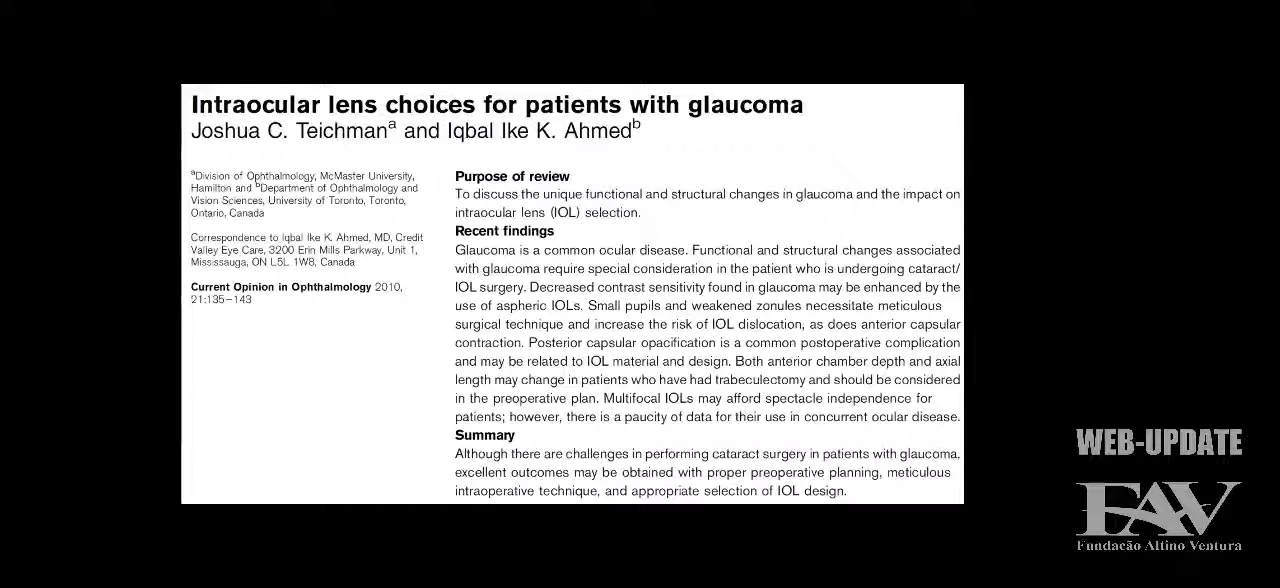 Intraocular lens choices for patients with glaucoma
Joshua C. Teichmanᵃ and Iqbal Ike K. Ahmedᵇ
ᵃDivision of Ophthalmology, McMaster University,
Hamilton and ᵇDepartment of Ophthalmology and
Vision Sciences, University of Toronto, Toronto,
Ontario, Canada
Correspondence to Iqbal Ike K. Ahmed, MD, Credit
Valley Eye Care, 3200 Erin Mills Parkway, Unit 1,
Mississauga, ON L5L 1W8, Canada
Current Opinion in Ophthalmology 2010,
21:135–143
Purpose of review
To discuss the unique functional and structural changes in glaucoma and the impact on
intraocular lens (IOL) selection.
Recent findings
Glaucoma is a common ocular disease. Functional and structural changes associated
with glaucoma require special consideration in the patient who is undergoing cataract/
IOL surgery. Decreased contrast sensitivity found in glaucoma may be enhanced by the
use of aspheric IOLs. Small pupils and weakened zonules necessitate meticulous
surgical technique and increase the risk of IOL dislocation, as does anterior capsular
contraction. Posterior capsular opacification is a common postoperative complication
and may be related to IOL material and design. Both anterior chamber depth and axial
length may change in patients who have had trabeculectomy and should be considered
in the preoperative plan. Multifocal IOLs may afford spectacle independence for
patients; however, there is a paucity of data for their use in concurrent ocular disease.
Summary
Although there are challenges in performing cataract surgery in patients with glaucoma,
excellent outcomes may be obtained with proper preoperative planning, meticulous
intraoperative technique, and appropriate selection of IOL design.
WEB-UPDATE
FAV
Fundação Altino Ventura